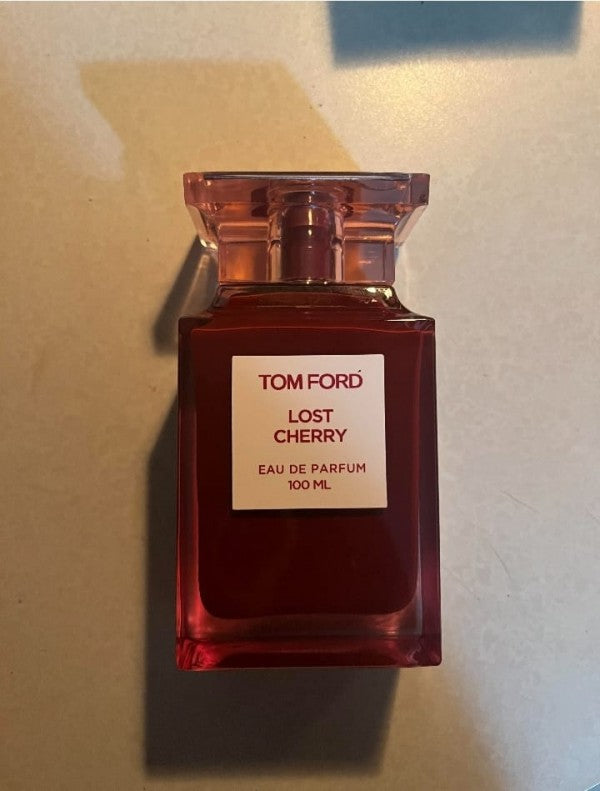 TOM FORD
LOST
CHERRY
EAU DE PARFUM
100 ML